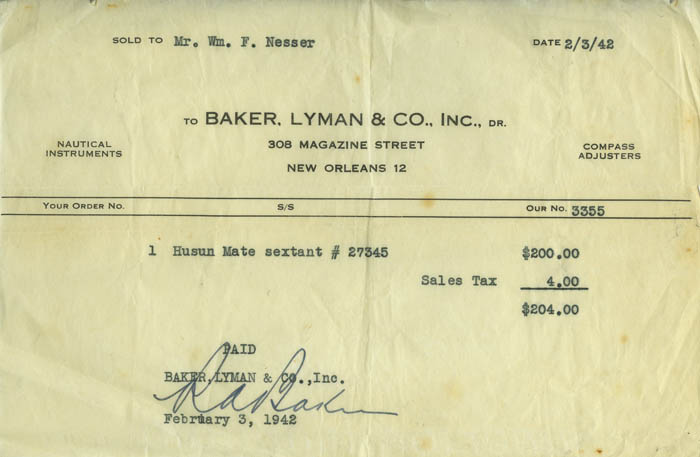 SOLD TO Mr. Wm. F. Nesser DATE 2/3/42
TO BAKER, LYMAN & CO., INC., DR.
308 MAGAZINE STREET
NEW ORLEANS 12
NAUTICAL
INSTRUMENTS
COMPASS
ADJUSTERS
YOUR ORDER NO. S/S OUR NO. 3355
1 Husun Mate sextant # 27345 $200.00
Sales Tax 4.00
$204.00
PAID
BAKER,LYMAN & CO.,Inc.
R A Baker
February 3, 1942